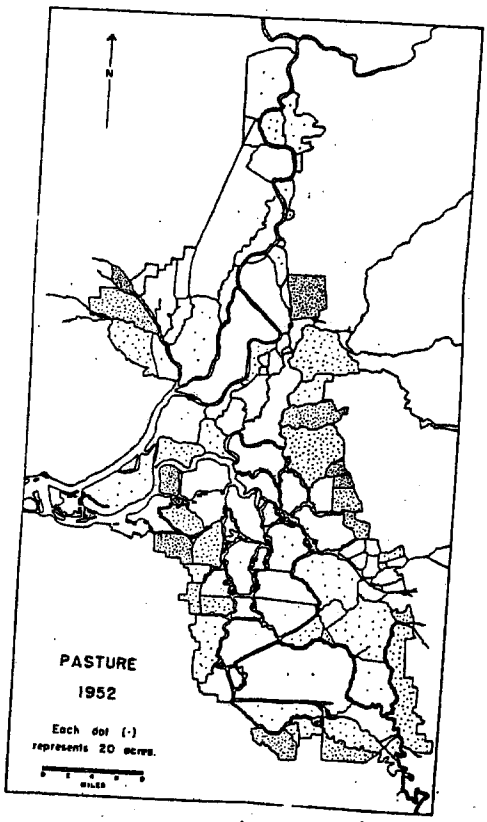 N
PASTURE
1952
Each dot (·)
represents 20 acres.
MILES